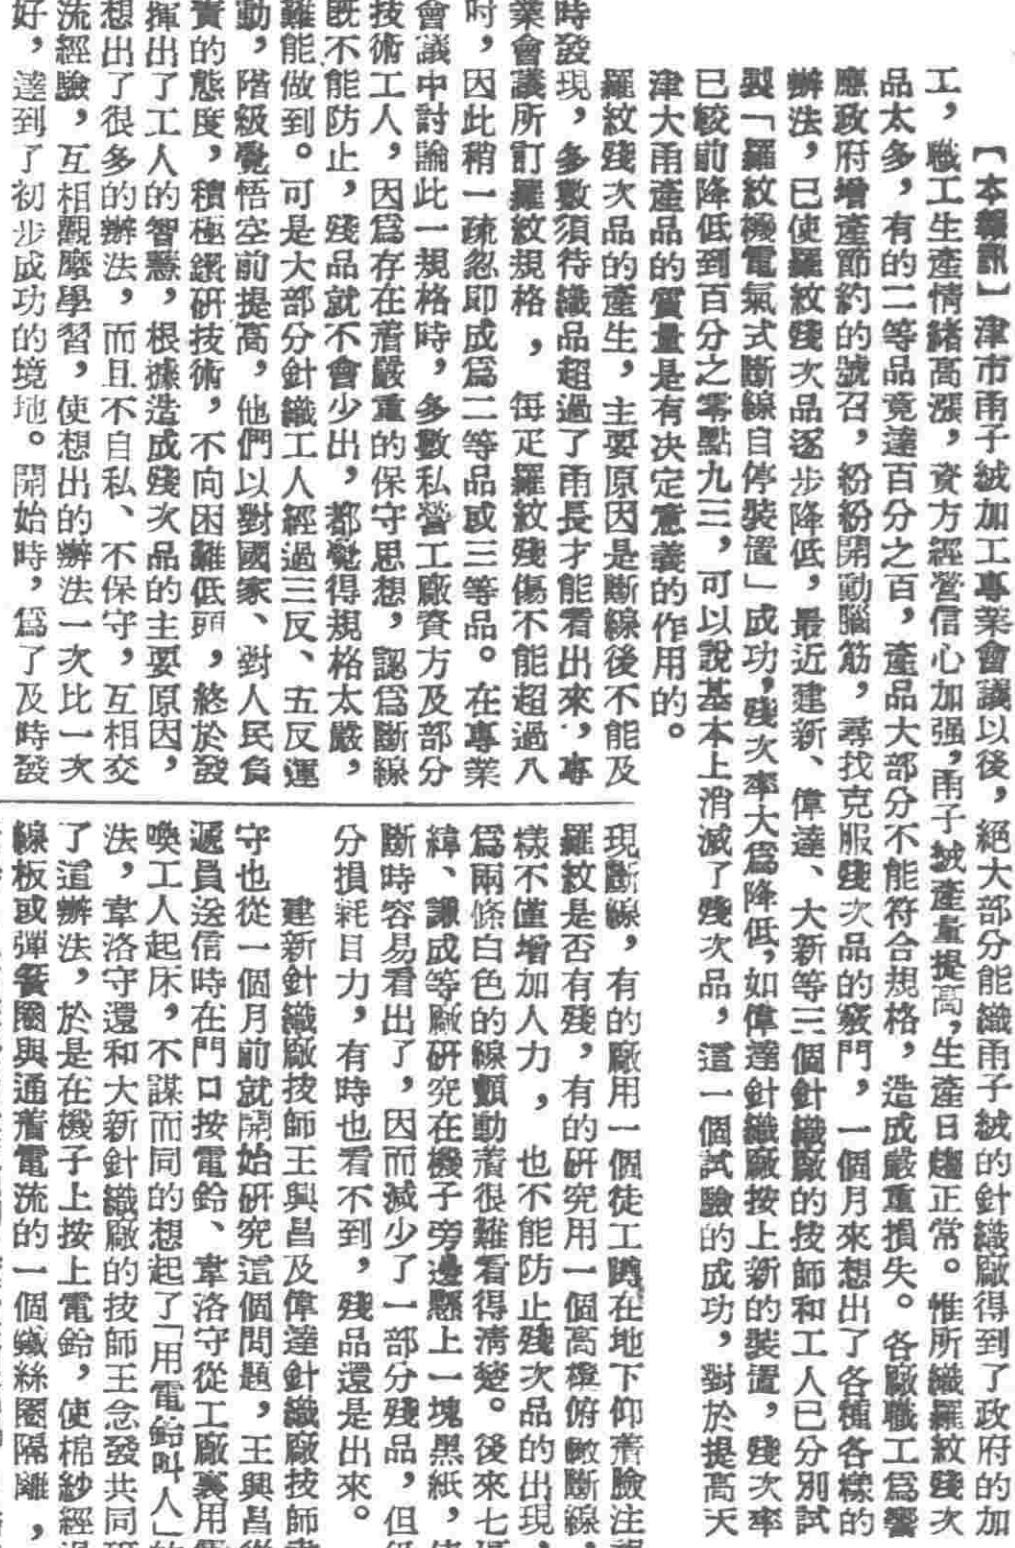 【本報訊】津市甬子絨加工專業會議以後，絕大部分能織甬子絨的針織廠得到了政府的加
工，職工生產情緒高漲，資方經營信心加强，甬子絨產量提高，生產日趨正常。惟所織羅紋殘次
品太多，有的二等品竟達百分之百，產品大部分不能符合規格，造成嚴重損失。各廠職工爲響
應政府增產節約的號召，紛紛開動腦筋，尋找克服殘次品的竅門，一個月來想出了各種各樣的
辦法，已使羅紋殘次品逐步降低，最近建新、偉達、大新等三個針織廠的技師和工人已分別試
製「羅紋機電氣式斷線自停裝置」成功，殘次率大爲降低，如偉達針織廠按上新的裝置，殘次率
已較前降低到百分之零點九三，可以說基本上消滅了殘次品，這一個試驗的成功，對於提高天
津大甬產品的質量是有决定意義的作用的。
羅紋殘次品的產生，主要原因是斷線後不能及
時發現，多數須待織品超過了甬長才能看出來，專
業會議所訂羅紋規格，每疋羅紋殘傷不能超過八
吋，因此稍一疏忽即成爲二等品或三等品。在專業
會議中討論此一規格時，多數私營工廠資方及部分
技術工人，因爲存在着嚴重的保守思想，認爲斷線
既不能防止，殘品就不會少出，都覺得規格太嚴，
難能做到。可是大部分針織工人經過三反、五反運
動，階級覺悟空前提高，他們以對國家、對人民負
責的態度，積極鑽研技術，不向困難低頭，終於發
揮出了工人的智慧，根據造成殘次品的主要原因，
想出了很多的辦法，而且不自私、不保守，互相交
流經驗，互相觀摩學習，使想出的辦法一次比一次
好，達到了初步成功的境地。開始時，爲了及時發
現斷線，有的廠用一個徒工蹲在地下仰着臉注
羅紋是否有殘，有的研究用一個高櫈俯瞰斷線，
樣不僅增加人力，也不能防止殘次品的出現，
爲兩條白色的線顫動着很難看得清楚。後來七
緯、謙成等廠研究在機子旁邊懸上一塊黑紙，
斷時容易看出了，因而減少了一部分殘品，但
分損耗目力，有時也看不到，殘品還是出來。
建新針織廠技師王興昌及偉達針織廠技師
守也從一個月前就開始研究這個問題，王興昌
遞員送信時在門口按電鈴、韋洛守從工廠裏用
喚工人起床，不謀而同的想起了「用電鈴叫人」
法，韋洛守還和大新針織廠的技師王念發共同
了這辦法，於是在機子上按上電鈴，使棉紗經
線板或彈簧圈與通着電流的一個鐵絲圈隔離，